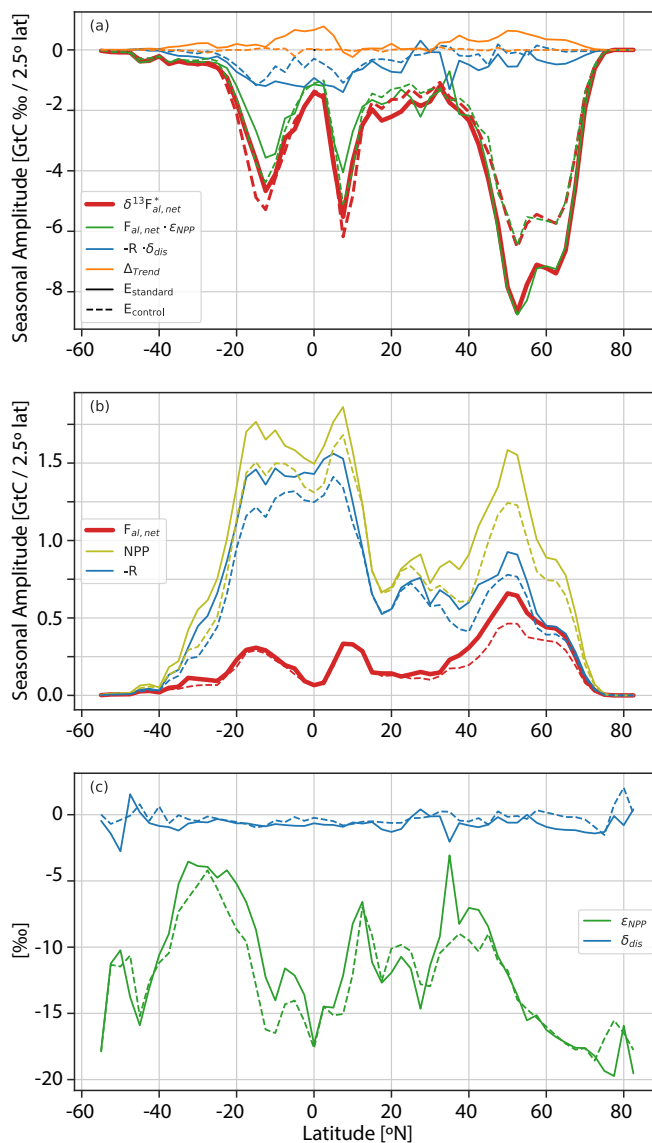 (a)
Seasonal Amplitude [GtC ‰ / 2.5º lat]
0
-2
-4
-6
-8
δ¹³F*al,net
Fal,net · εNPP
-R · δdis
ΔTrend
Estandard
Econtrol
-60 -40 -20 0 20 40 60 80
(b)
Seasonal Amplitude [GtC / 2.5º lat]
1.5
1.0
0.5
0.0
Fal,net
NPP
-R
-60 -40 -20 0 20 40 60 80
(c)
[‰]
0
-5
-10
-15
-20
εNPP
δdis
-60 -40 -20 0 20 40 60 80
Latitude [ºN]